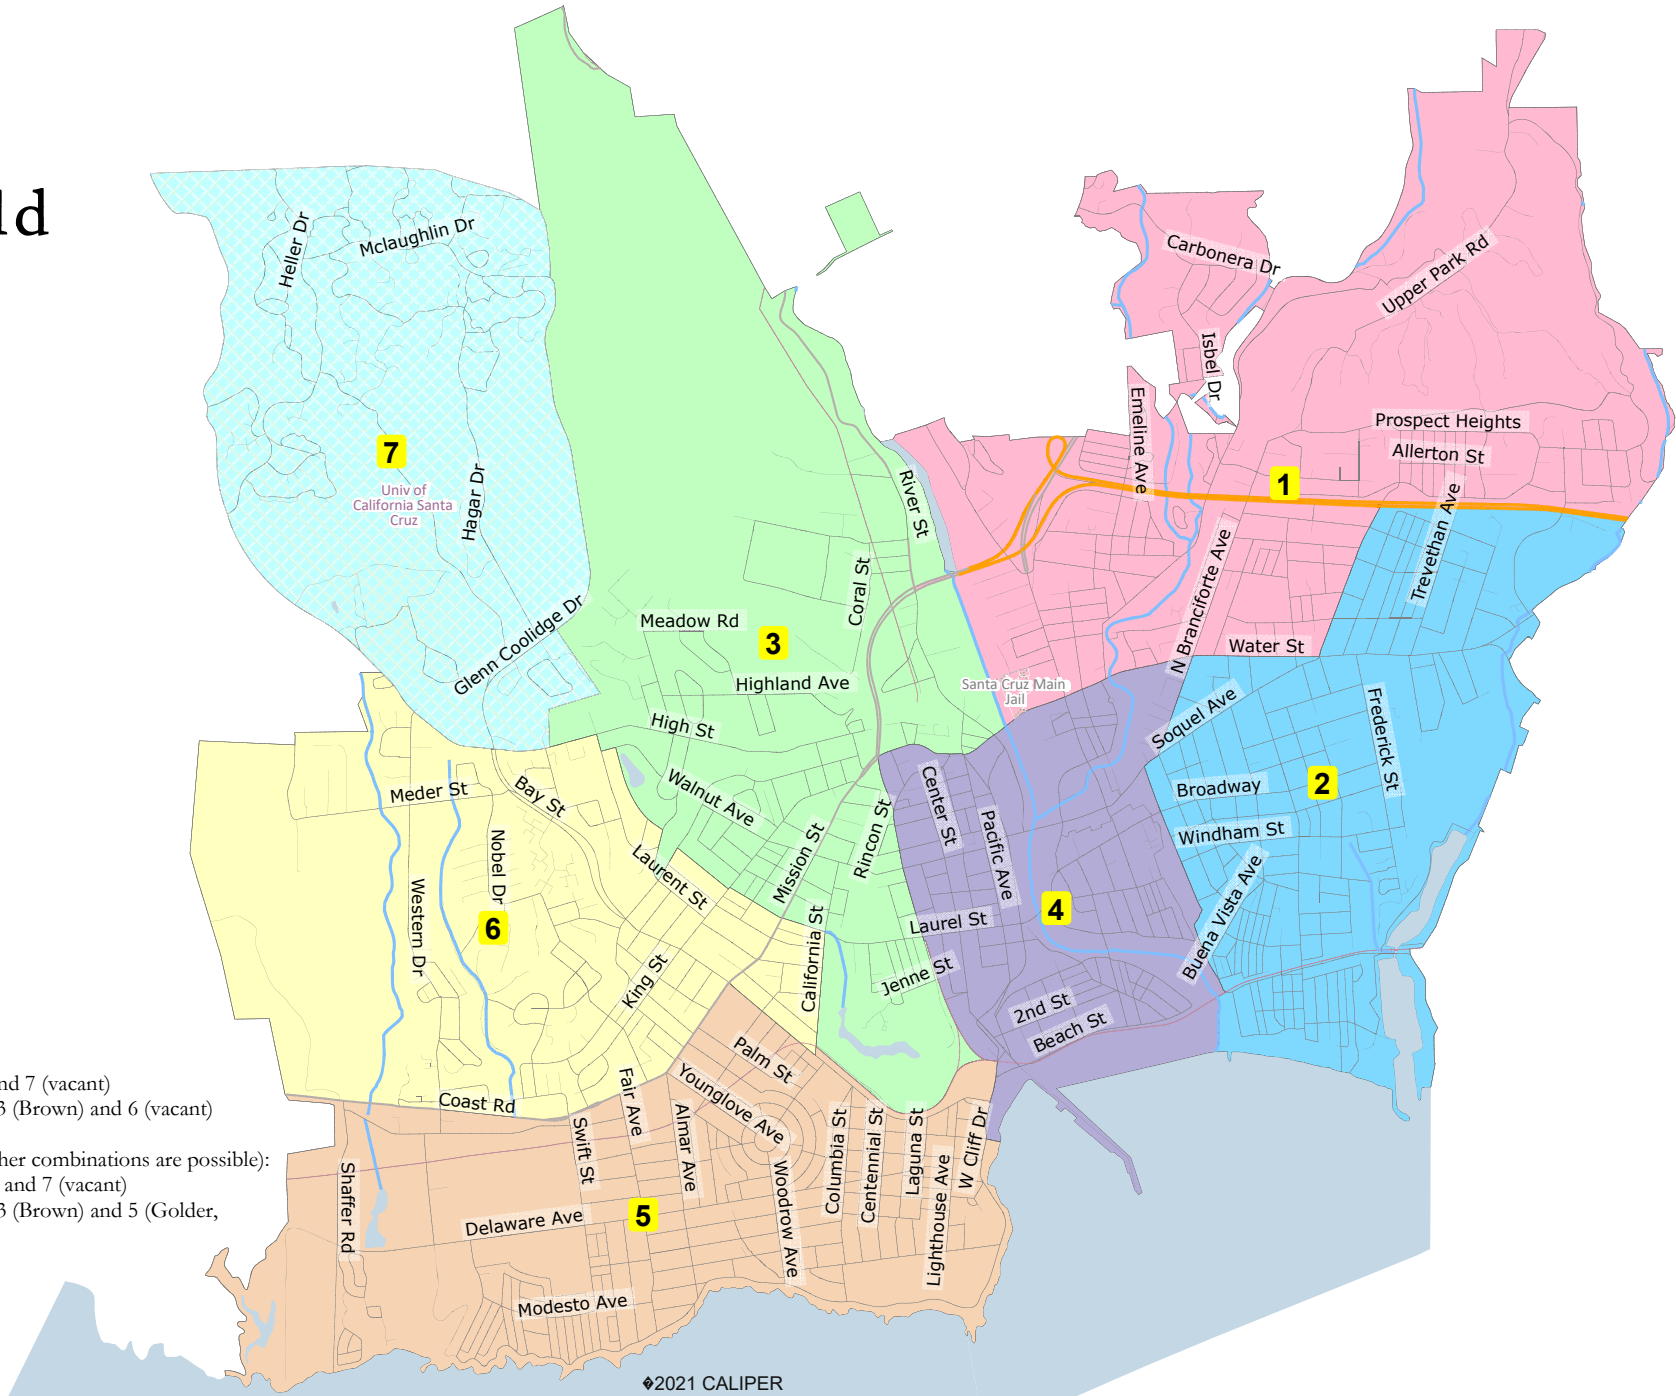 ld
Heller Dr
Mclaughlin Dr
Carbonera Dr
Upper Park Rd
Isbel Dr
Emeline Ave
Prospect Heights
Allerton St
7
Univ of
California Santa
Cruz
Hagar Dr
River St
1
Trevethan Ave
Coral St
N Branciforte Ave
Glenn Coolidge Dr
Meadow Rd
3
Water St
Highland Ave
Santa Cruz Main
Jail
High St
Soquel Ave
Frederick St
Meder St
Bay St
Walnut Ave
Center St
Pacific Ave
Broadway
2
Windham St
Nobel Dr
Laurent St
Mission St
Rincon St
Western Dr
6
California St
Laurel St
4
Buena Vista Ave
King St
Jenne St
2nd St
Beach St
Palm St
nd 7 (vacant)
3 (Brown) and 6 (vacant)
her combinations are possible):
and 7 (vacant)
3 (Brown) and 5 (Golder,
Coast Rd
Fair Ave
Younglove Ave
Swift St
Almar Ave
Columbia St
Centennial St
Laguna St
W Cliff Dr
Shaffer Rd
Woodrow Ave
Lighthouse Ave
Delaware Ave
5
Modesto Ave
�2021 CALIPER